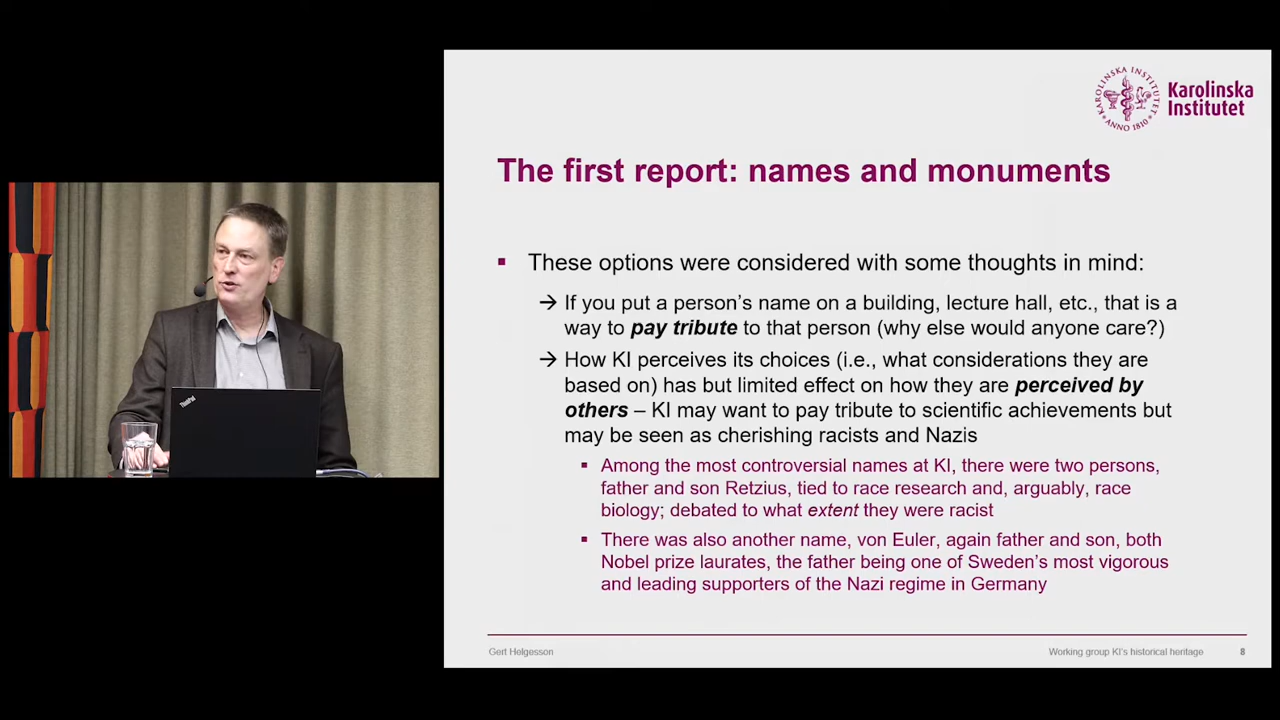 KAROLINSKA INSTITUTET
ANNO 1810
Karolinska
Institutet
The first report: names and monuments
▪ These options were considered with some thoughts in mind:
→ If you put a person's name on a building, lecture hall, etc., that is a
way to pay tribute to that person (why else would anyone care?)
→ How KI perceives its choices (i.e., what considerations they are
based on) has but limited effect on how they are perceived by
others – KI may want to pay tribute to scientific achievements but
may be seen as cherishing racists and Nazis
▪ Among the most controversial names at KI, there were two persons,
father and son Retzius, tied to race research and, arguably, race
biology; debated to what extent they were racist
▪ There was also another name, von Euler, again father and son, both
Nobel prize laurates, the father being one of Sweden's most vigorous
and leading supporters of the Nazi regime in Germany
Gert Helgesson
Working group KI's historical heritage
8
ThinkPad